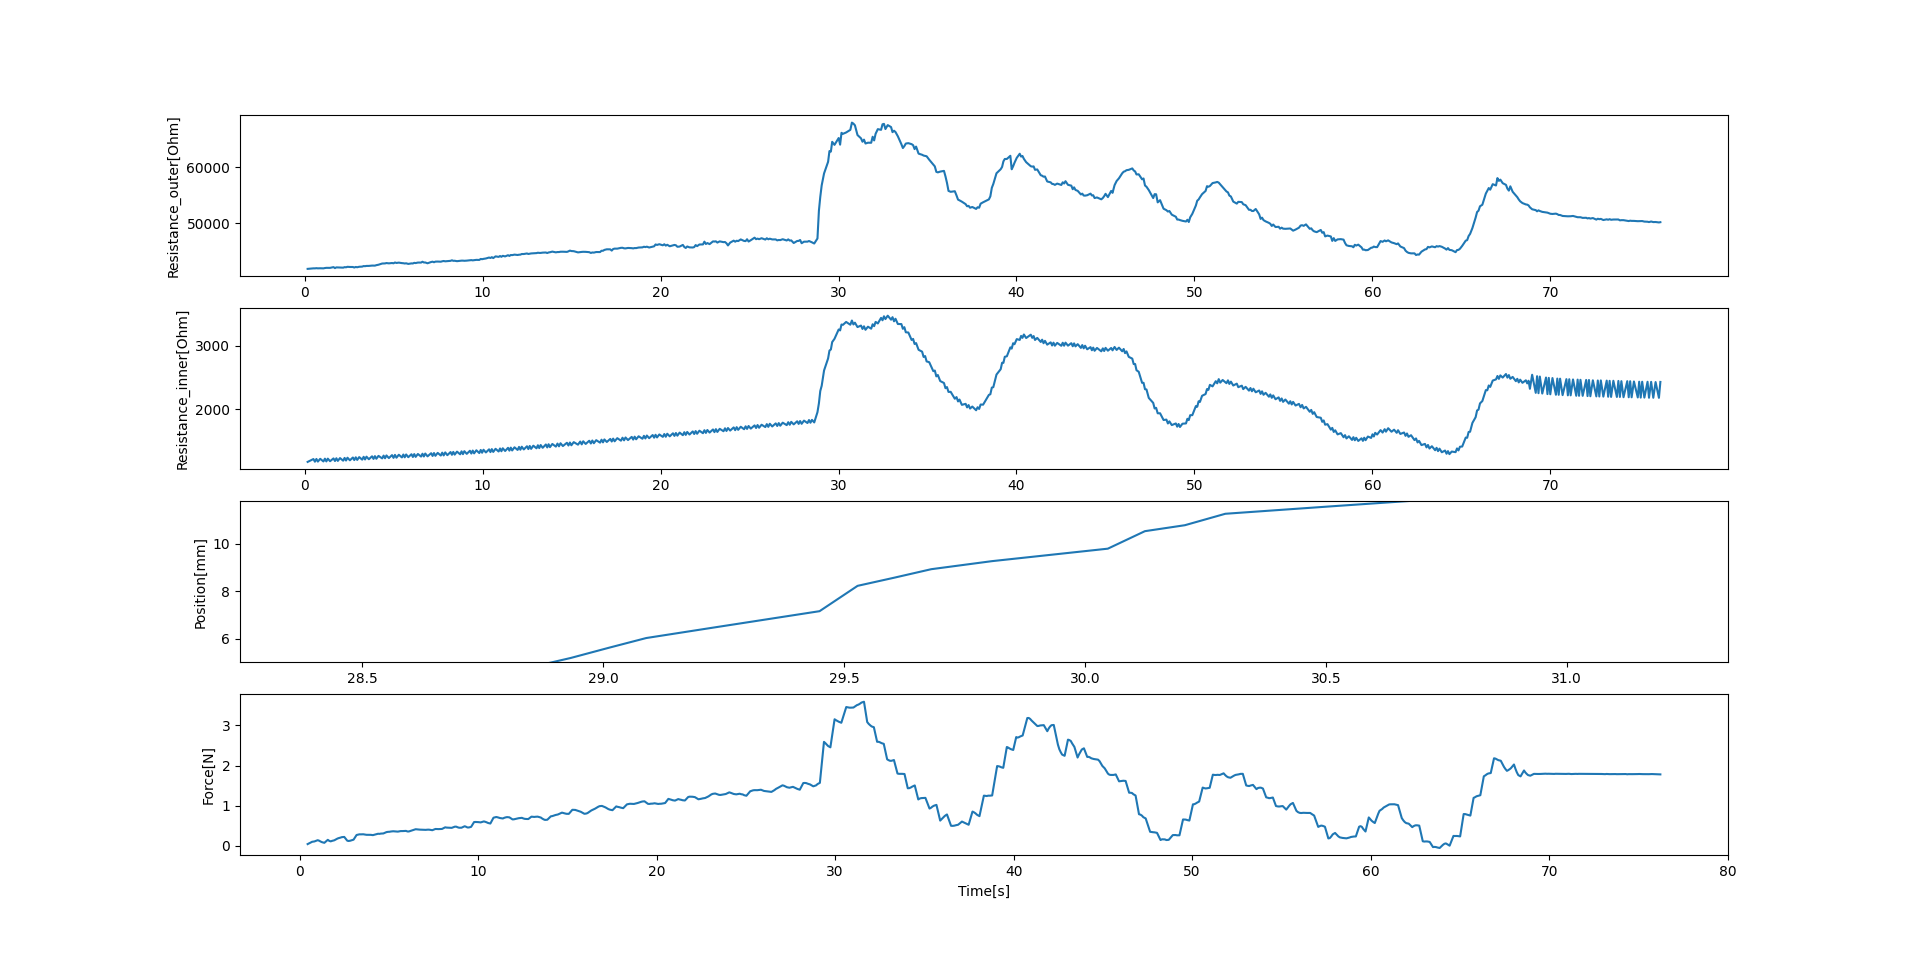 Resistance_outer[Ohm]
60000
50000
0 10 20 30 40 50 60 70
Resistance_inner[Ohm]
3000
2000
0 10 20 30 40 50 60 70
Position[mm]
10
8
6
28.5 29.0 29.5 30.0 30.5 31.0
Force[N]
3
2
1
0
0 10 20 30 40 50 60 70 80
Time[s]